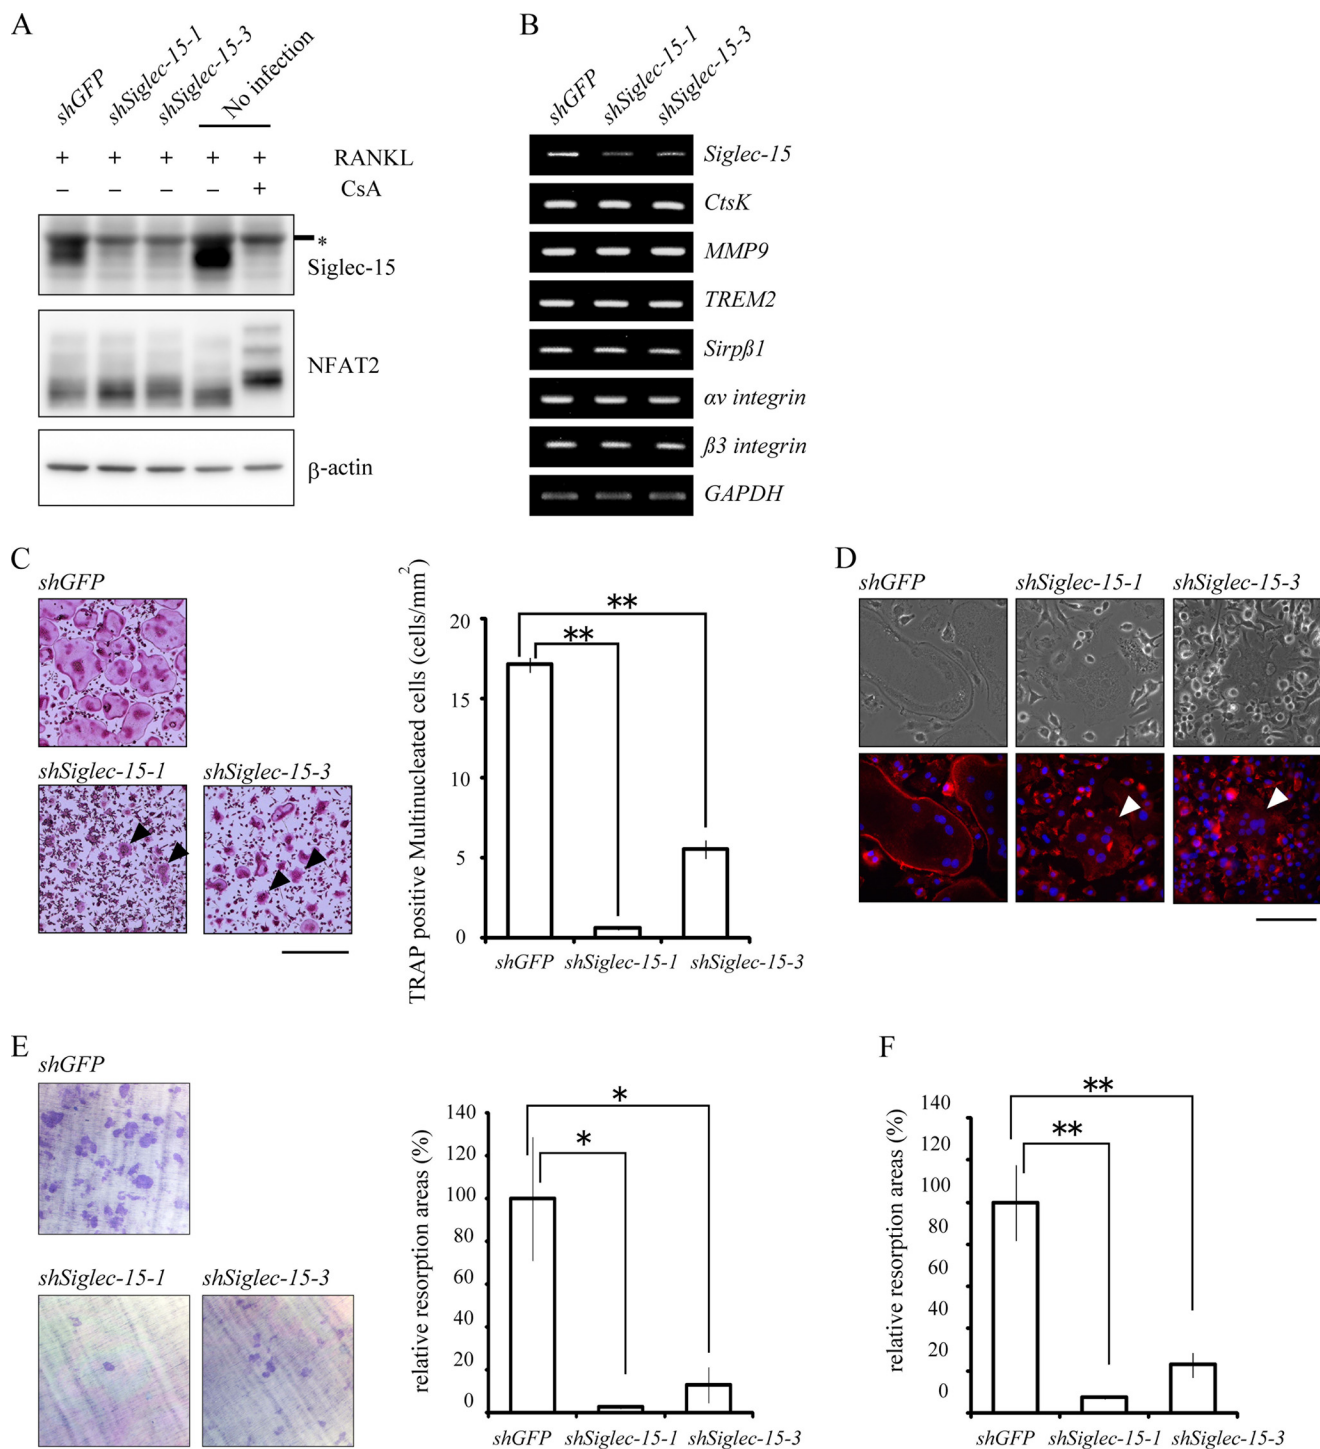 A
shGFP
shSiglec-15-1
shSiglec-15-3
No infection
+ + + + + RANKL
– – – – + CsA
*
Siglec-15
NFAT2
β-actin
B
shGFP
shSiglec-15-1
shSiglec-15-3
Siglec-15
CtsK
MMP9
TREM2
Sirpβ1
αv integrin
β3 integrin
GAPDH
C
shGFP
shSiglec-15-1 shSiglec-15-3
TRAP positive Multinucleated cells (cells/mm2)
20
15
10
5
0
**
**
shGFP shSiglec-15-1 shSiglec-15-3
D
shGFP shSiglec-15-1 shSiglec-15-3
E
shGFP
shSiglec-15-1 shSiglec-15-3
relative resorption areas (%)
140
120
100
80
60
40
20
0
*
*
shGFP shSiglec-15-1 shSiglec-15-3
F
relative resorption areas (%)
140
120
100
80
60
40
20
0
**
**
shGFP shSiglec-15-1 shSiglec-15-3